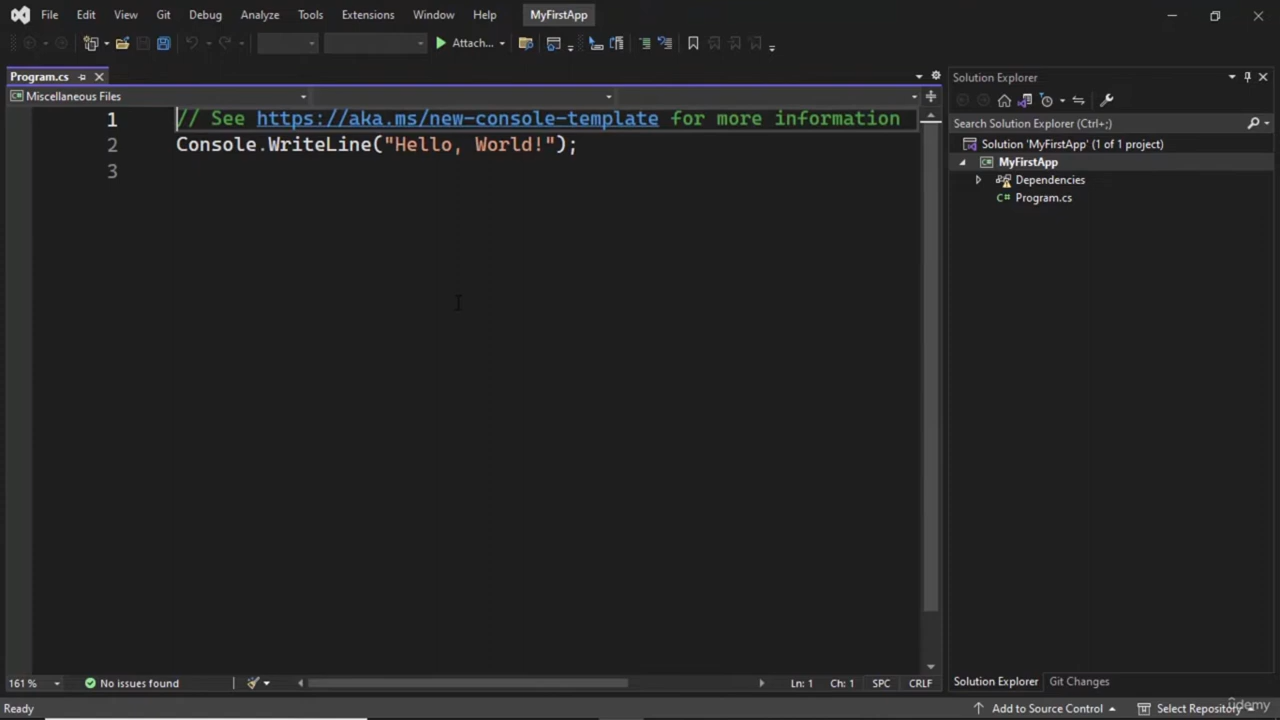 File Edit View Git Debug Analyze Tools Extensions Window Help MyFirstApp
Attach...
Program.cs
Miscellaneous Files
1 // See https://aka.ms/new-console-template for more information
2 Console.WriteLine("Hello, World!");
3
161 % No issues found Ln: 1 Ch: 1 SPC CRLF
Solution Explorer
Search Solution Explorer (Ctrl+;)
Solution 'MyFirstApp' (1 of 1 project)
MyFirstApp
Dependencies
Program.cs
Solution Explorer Git Changes
Ready Add to Source Control Select Repository
udemy